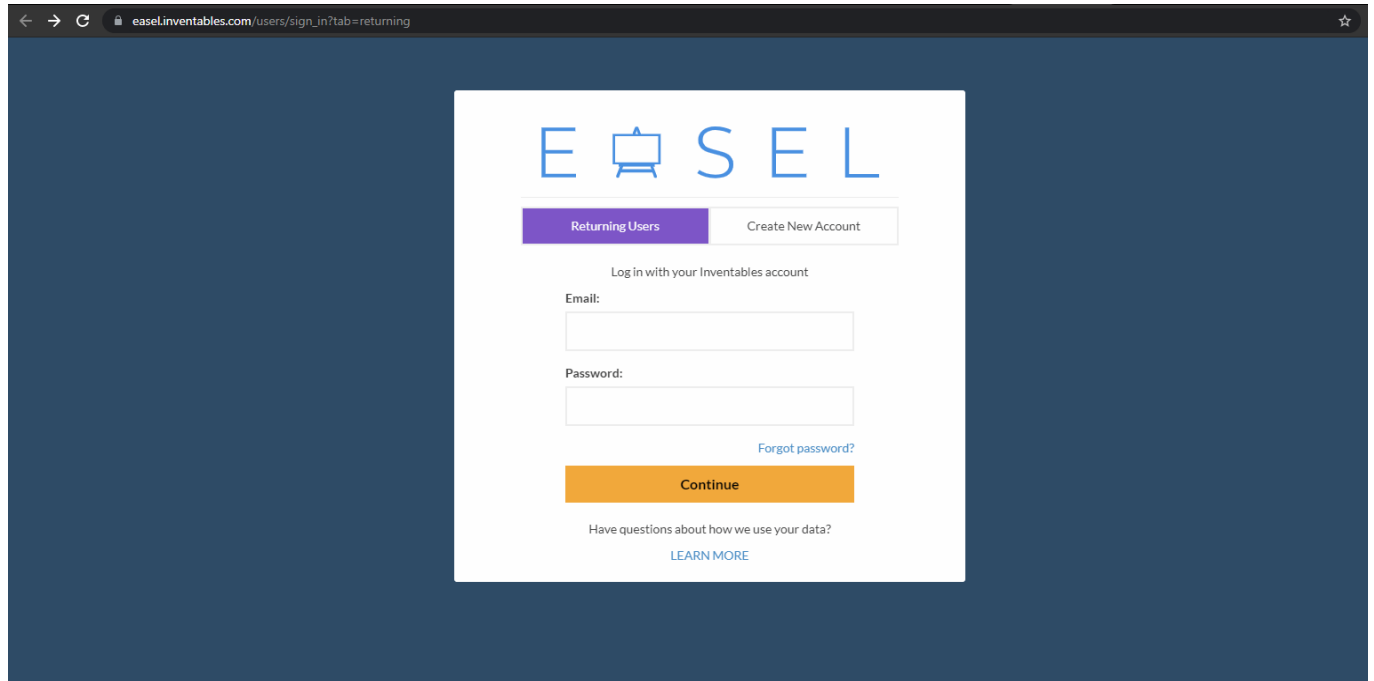 easel.inventables.com/users/sign_in?tab=returning
E SEL
Returning Users
Create New Account
Log in with your Inventables account
Email:
Password:
Forgot password?
Continue
Have questions about how we use your data?
LEARN MORE